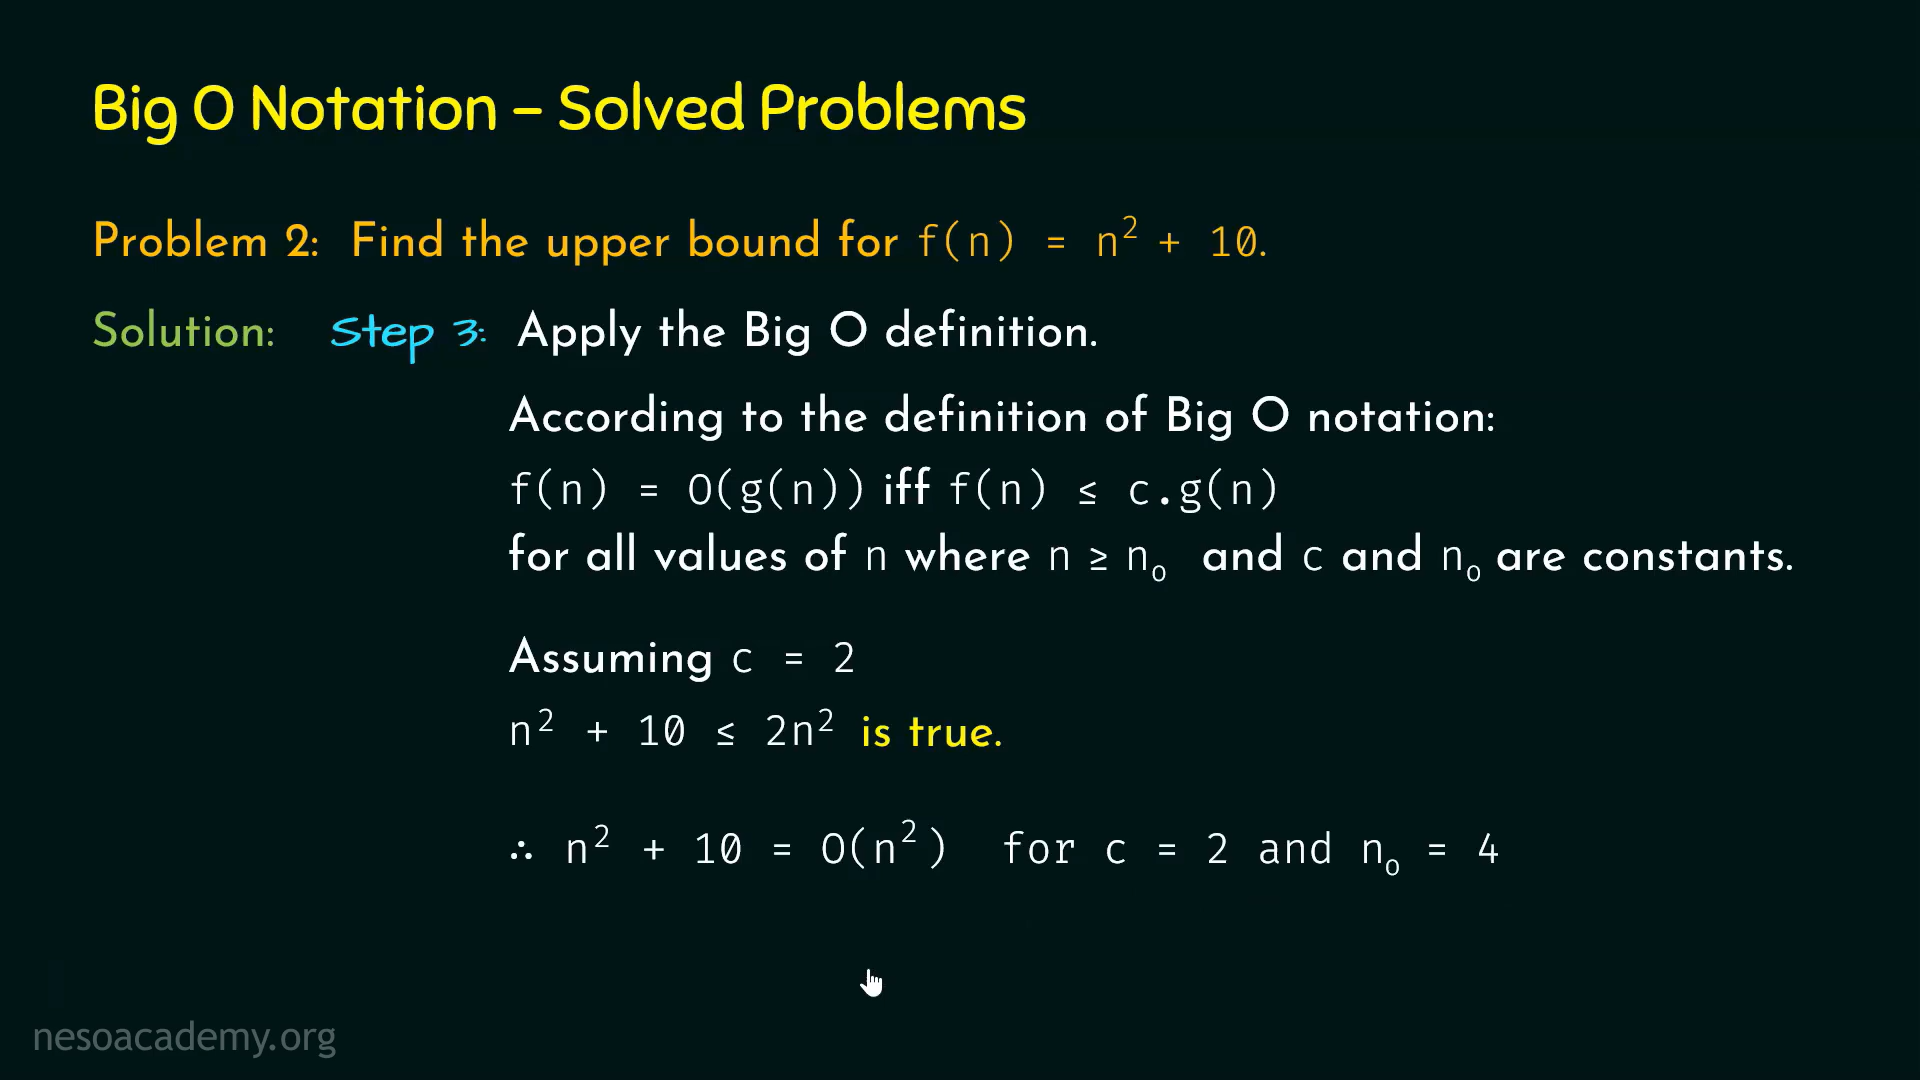 Big O Notation – Solved Problems
Problem 2: Find the upper bound for f(n) = n² + 10.
Solution: Step 3: Apply the Big O definition.
According to the definition of Big O notation:
f(n) = O(g(n)) iff f(n) ≤ c.g(n)
for all values of n where n ≥ n₀ and c and n₀ are constants.
Assuming c = 2
n² + 10 ≤ 2n² is true.
∴ n² + 10 = O(n²) for c = 2 and n₀ = 4
nesoacademy.org